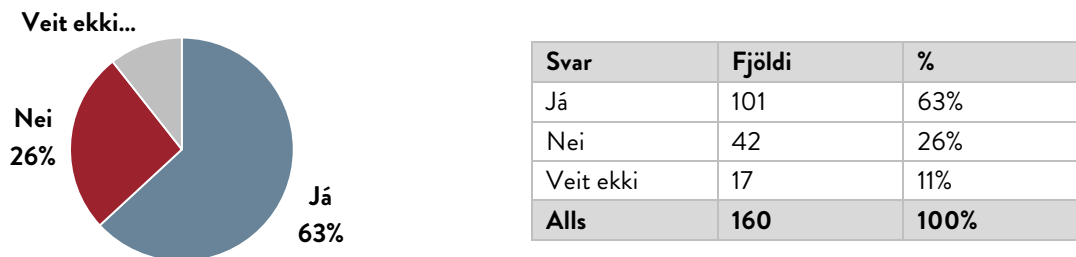 Veit ekki...
Nei
26%
Já
63%
Svar Fjöldi %
Já 101 63%
Nei 42 26%
Veit ekki 17 11%
Alls 160 100%